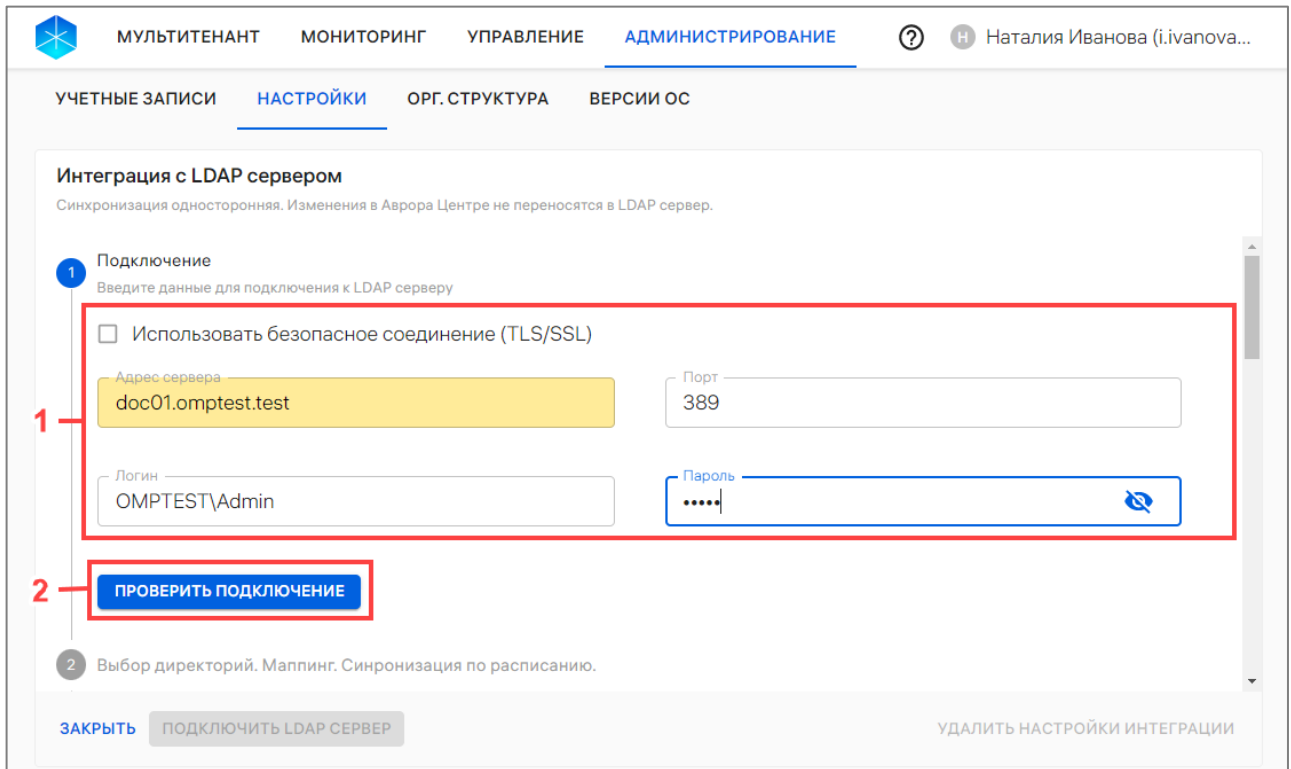 МУЛЬТИТЕНАНТ МОНИТОРИНГ УПРАВЛЕНИЕ АДМИНИСТРИРОВАНИЕ ? Н Наталия Иванова (i.ivanova...
УЧЕТНЫЕ ЗАПИСИ НАСТРОЙКИ ОРГ. СТРУКТУРА ВЕРСИИ ОС
Интеграция с LDAP сервером
Синхронизация односторонняя. Изменения в Аврора Центре не переносятся в LDAP сервер.
1 Подключение
Введите данные для подключения к LDAP серверу
Использовать безопасное соединение (TLS/SSL)
Адрес сервера Порт
doc01.omptest.test 389
1
Логин Пароль
OMPTEST\Admin •••••
2 ПРОВЕРИТЬ ПОДКЛЮЧЕНИЕ
2 Выбор директорий. Маппинг. Синронизация по расписанию.
ЗАКРЫТЬ ПОДКЛЮЧИТЬ LDAP СЕРВЕР УДАЛИТЬ НАСТРОЙКИ ИНТЕГРАЦИИ